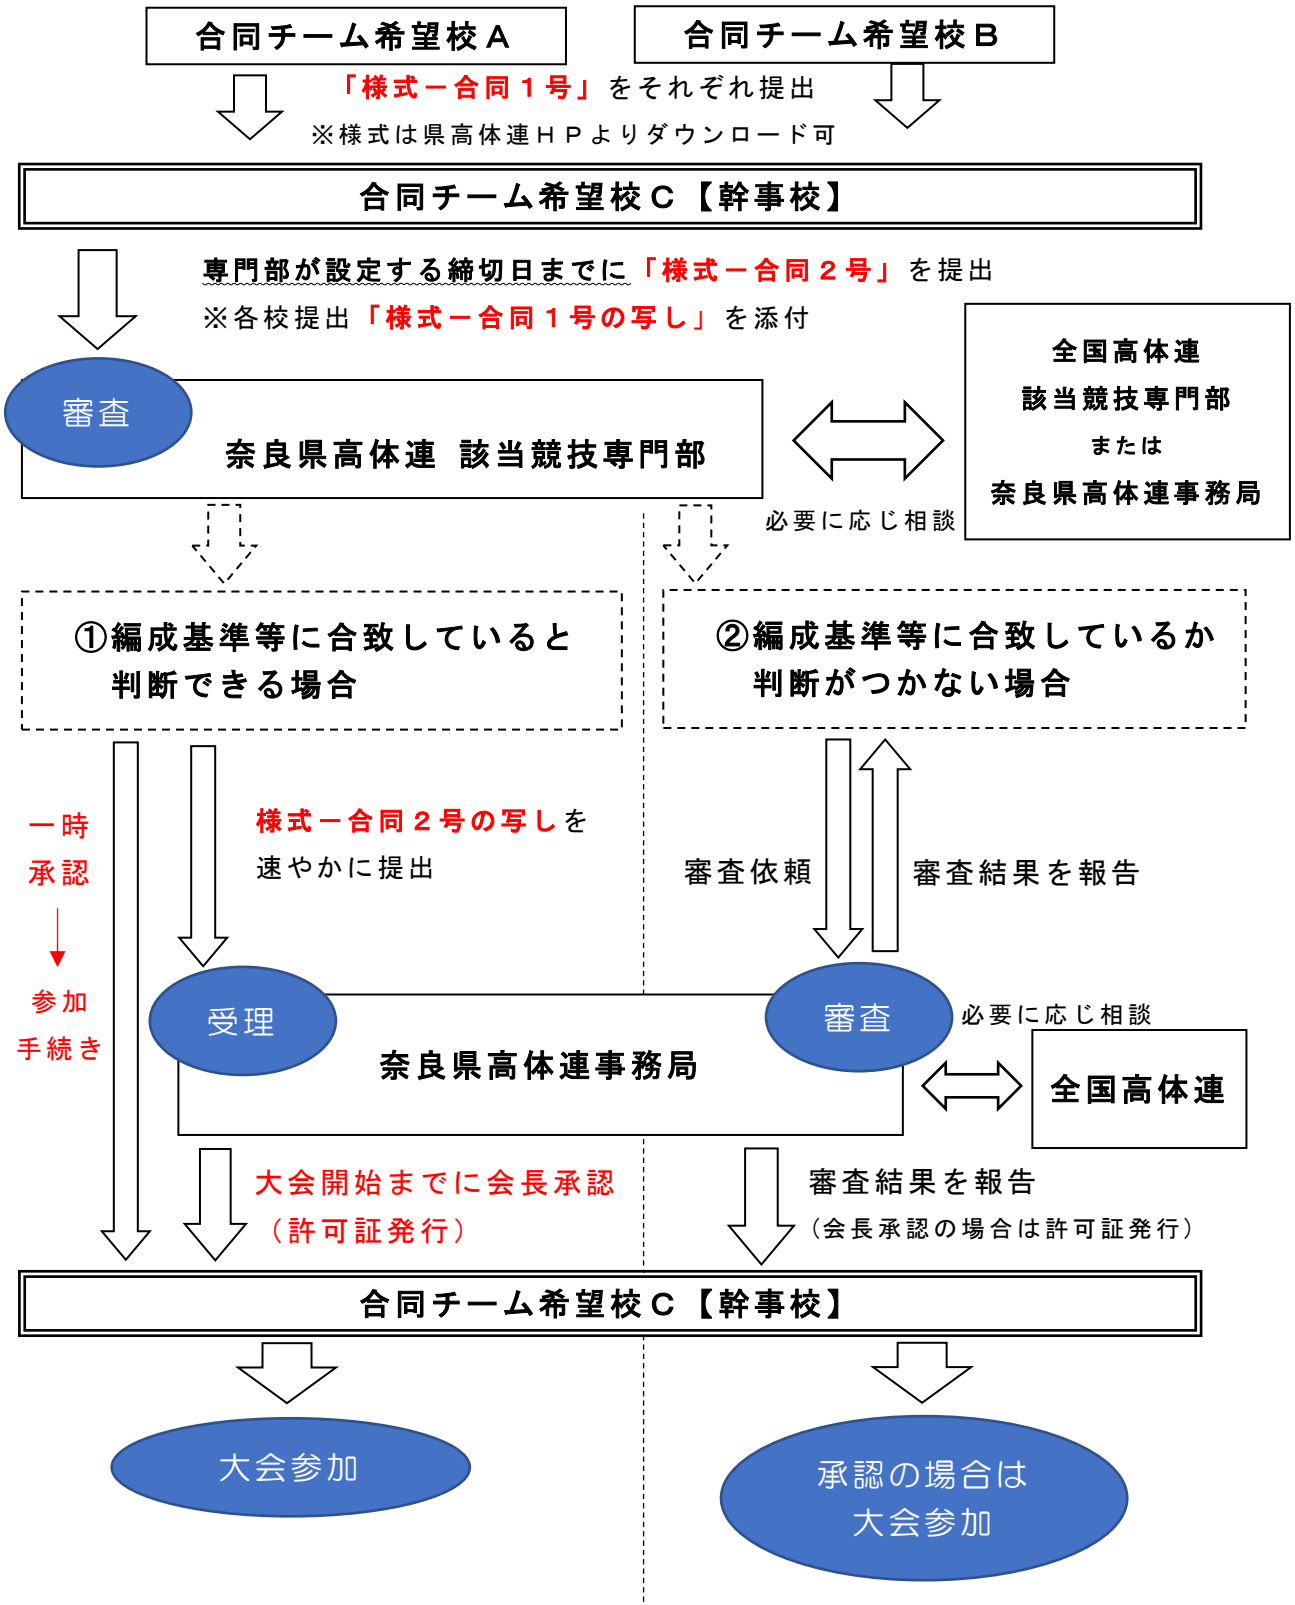 合同チーム希望校A
合同チーム希望校B
「様式－合同１号」をそれぞれ提出
※様式は県高体連ＨＰよりダウンロード可
合同チーム希望校Ｃ【幹事校】
専門部が設定する締切日までに「様式－合同２号」を提出
※各校提出「様式－合同１号の写し」を添付
審査
奈良県高体連 該当競技専門部
全国高体連
該当競技専門部
または
奈良県高体連事務局
必要に応じ相談
①編成基準等に合致していると
判断できる場合
②編成基準等に合致しているか
判断がつかない場合
一時
承認
参加
手続き
様式－合同２号の写しを
速やかに提出
審査依頼
審査結果を報告
受理
審査
奈良県高体連事務局
必要に応じ相談
全国高体連
大会開始までに会長承認
（許可証発行）
審査結果を報告
（会長承認の場合は許可証発行）
合同チーム希望校Ｃ【幹事校】
大会参加
承認の場合は
大会参加